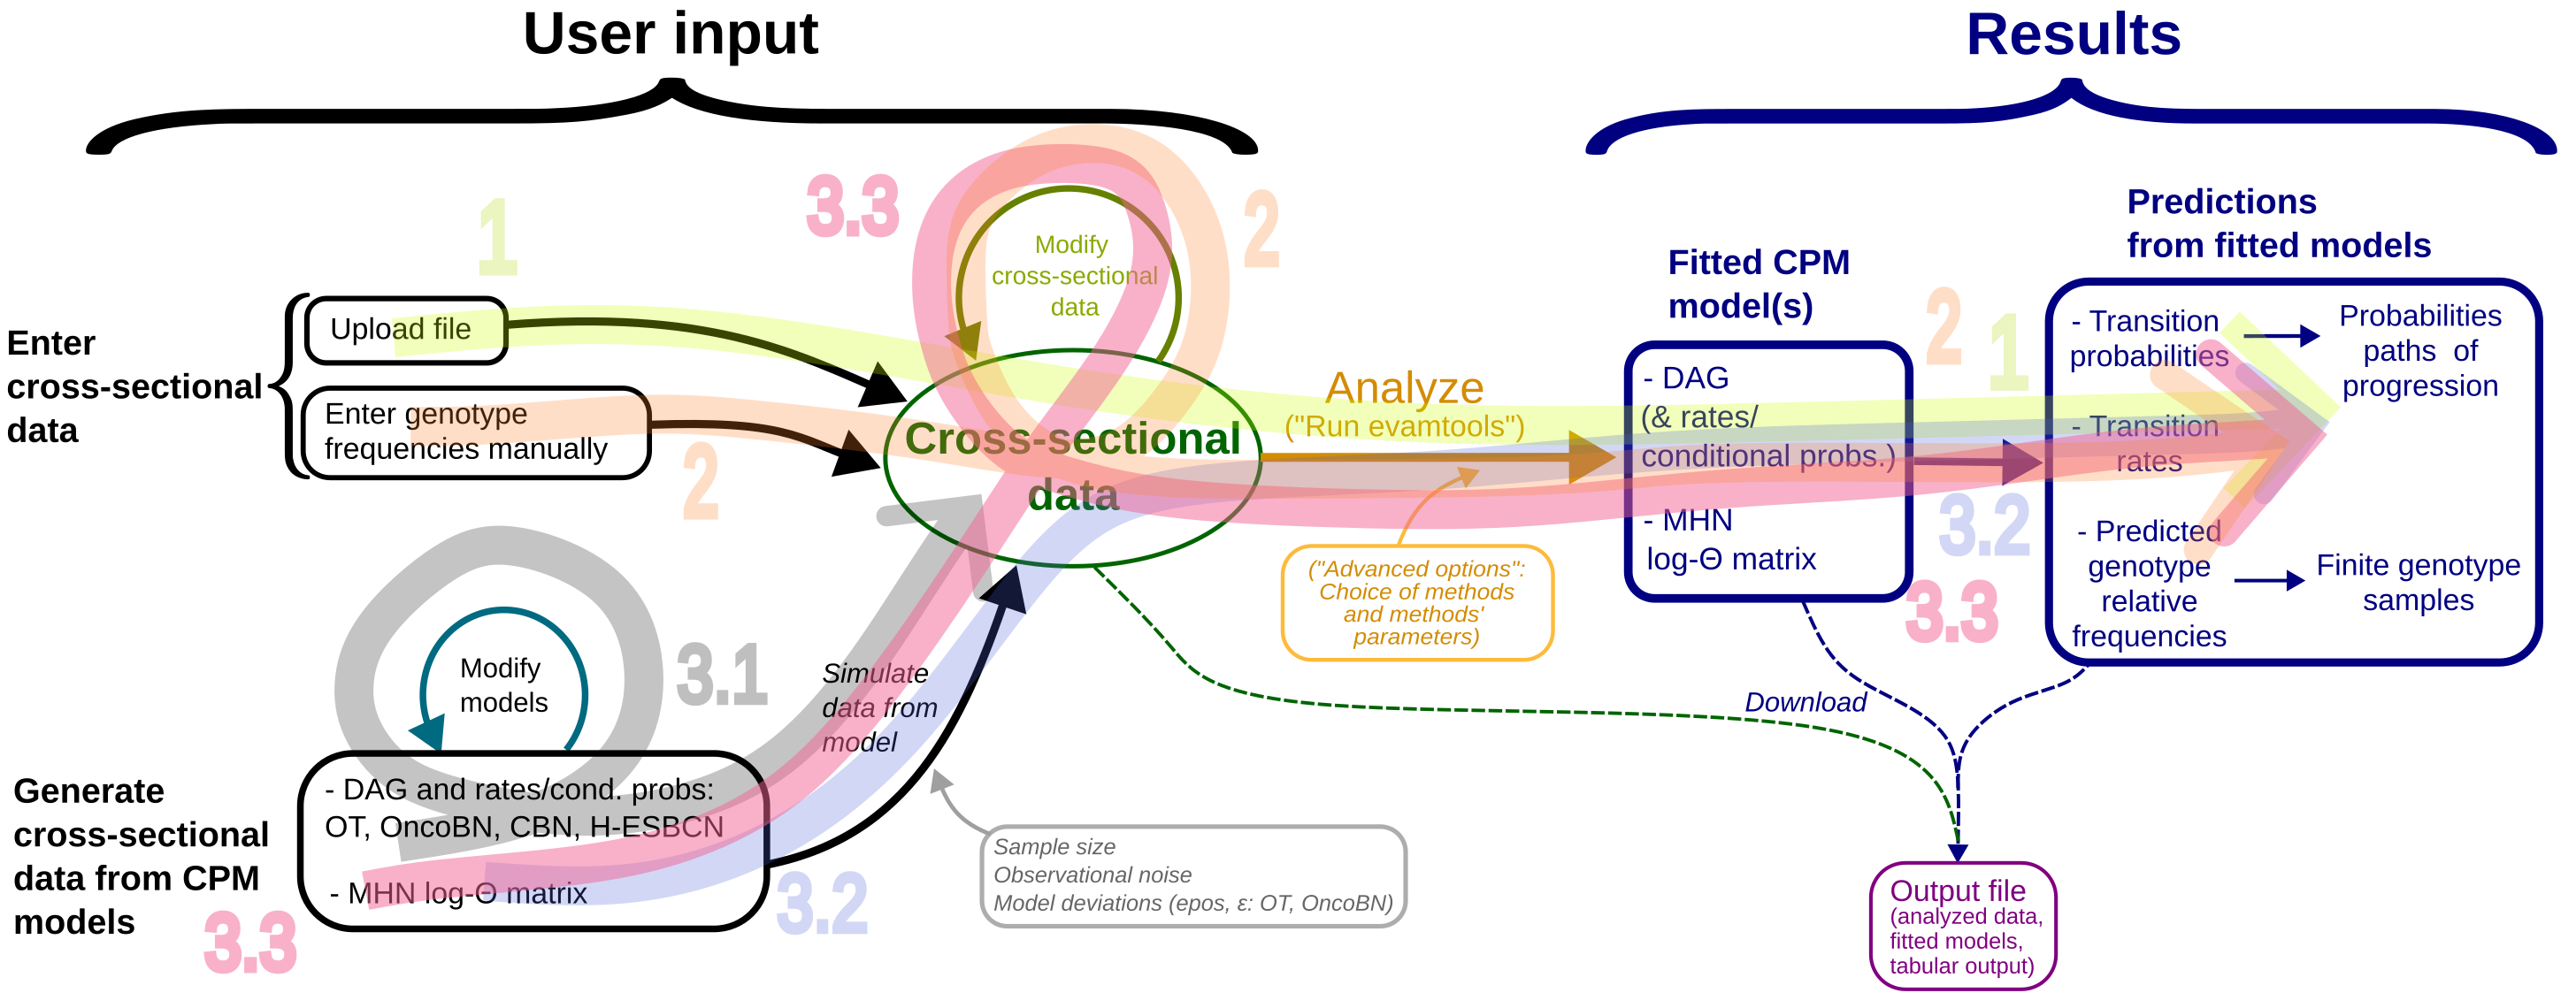 User input
Results
3.3
1
2
Modify
cross-sectional
data
Predictions
from fitted models
Fitted CPM
model(s)
2
1
Enter
cross-sectional
data
Upload file
Enter genotype
frequencies manually
2
Cross-sectional
data
Analyze
("Run evamtools")
("Advanced options":
Choice of methods
and methods'
parameters)
- DAG
(& rates/
conditional probs.)
- MHN
log-Θ matrix
3.2
3.3
- Transition
probabilities
Probabilities
paths of
progression
- Transition
rates
- Predicted
genotype
relative
frequencies
Finite genotype
samples
Modify
models
3.1
Simulate
data from
model
Download
Generate
cross-sectional
data from CPM
models
3.3
- DAG and rates/cond. probs:
OT, OncoBN, CBN, H-ESBCN
- MHN log-Θ matrix
3.2
Sample size
Observational noise
Model deviations (epos, ε: OT, OncoBN)
Output file
(analyzed data,
fitted models,
tabular output)